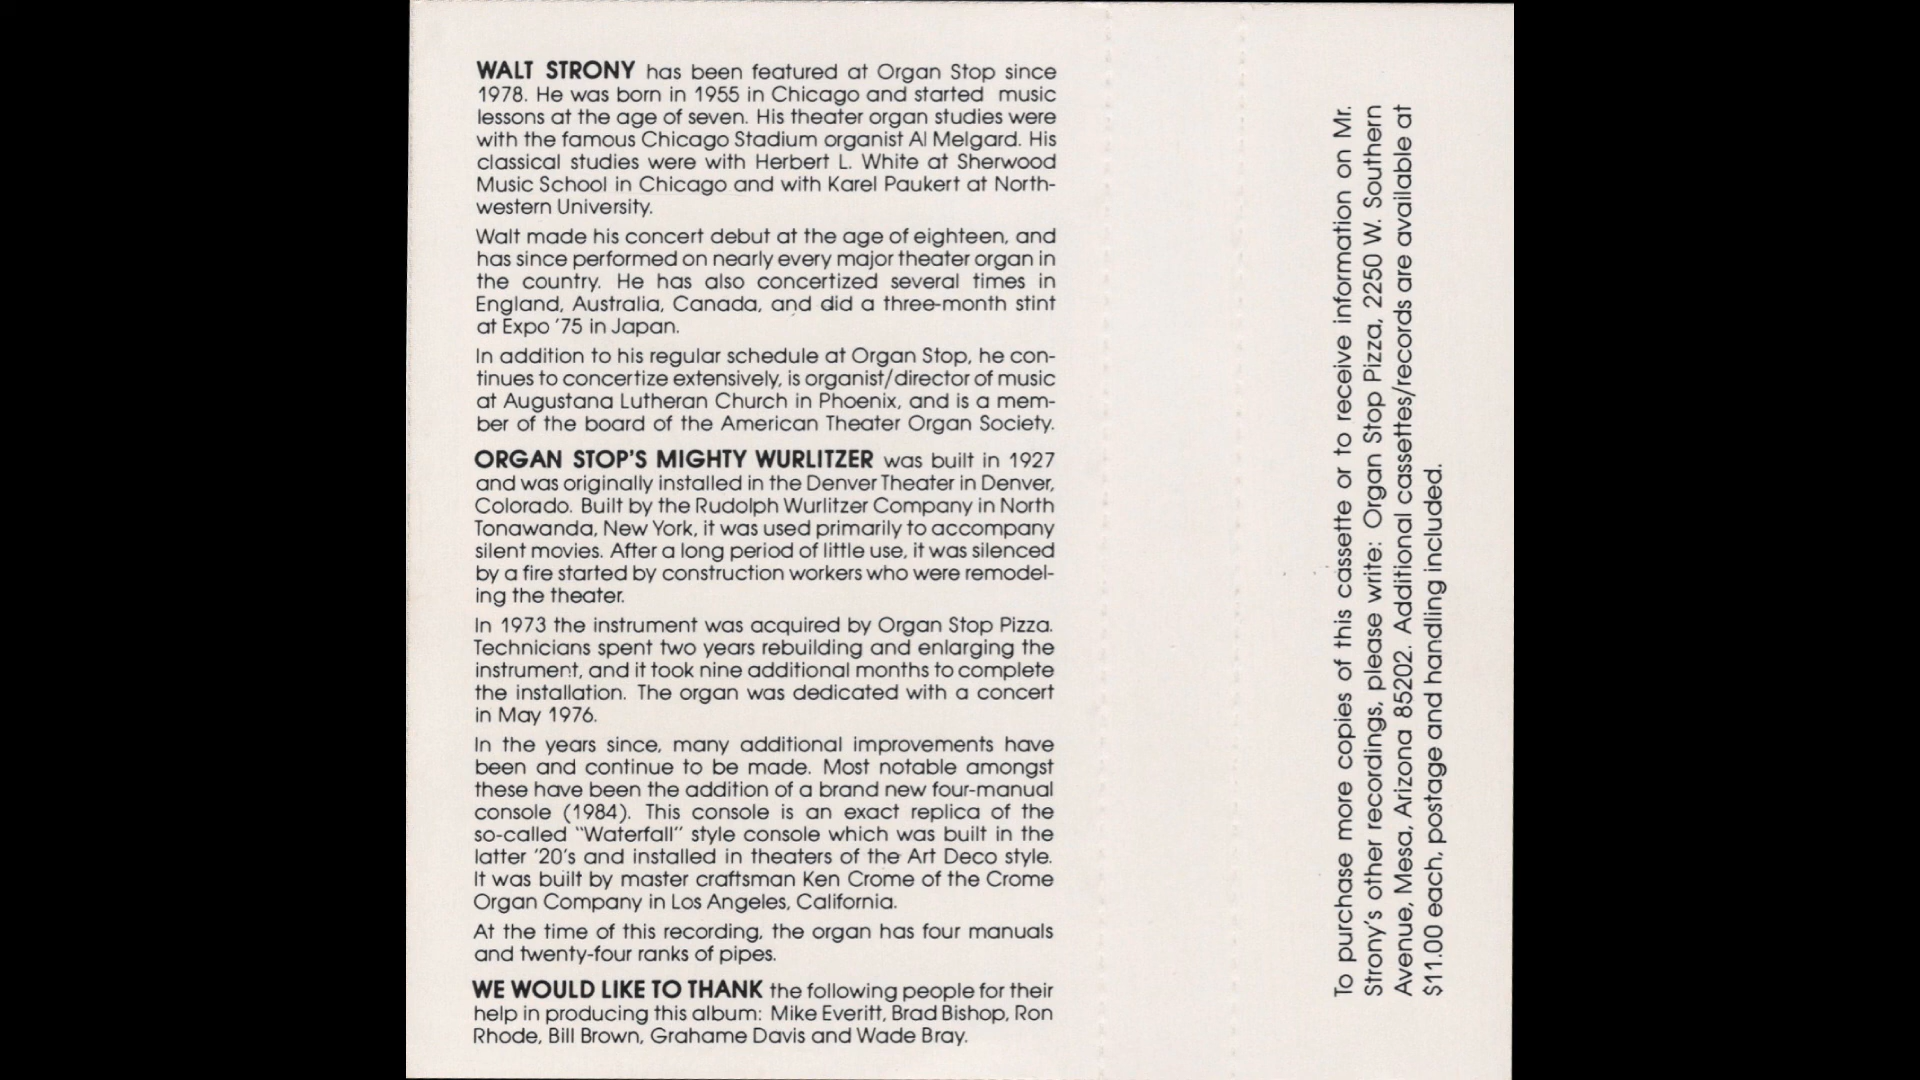 WALT STRONY has been featured at Organ Stop since
1978. He was born in 1955 in Chicago and started music
lessons at the age of seven. His theater organ studies were
with the famous Chicago Stadium organist Al Melgard. His
classical studies were with Herbert L. White at Sherwood
Music School in Chicago and with Karel Paukert at North-
western University.
Walt made his concert debut at the age of eighteen, and
has since performed on nearly every major theater organ in
the country. He has also concertized several times in
England, Australia, Canada, and did a three-month stint
at Expo '75 in Japan.
In addition to his regular schedule at Organ Stop, he con-
tinues to concertize extensively, is organist/director of music
at Augustana Lutheran Church in Phoenix, and is a mem-
ber of the board of the American Theater Organ Society.
ORGAN STOP'S MIGHTY WURLITZER was built in 1927
and was originally installed in the Denver Theater in Denver,
Colorado. Built by the Rudolph Wurlitzer Company in North
Tonawanda, New York, it was used primarily to accompany
silent movies. After a long period of little use, it was silenced
by a fire started by construction workers who were remodel-
ing the theater.
In 1973 the instrument was acquired by Organ Stop Pizza.
Technicians spent two years rebuilding and enlarging the
instrument, and it took nine additional months to complete
the installation. The organ was dedicated with a concert
in May 1976.
In the years since, many additional improvements have
been and continue to be made. Most notable amongst
these have been the addition of a brand new four-manual
console (1984). This console is an exact replica of the
so-called "Waterfall" style console which was built in the
latter '20's and installed in theaters of the Art Deco style.
It was built by master craftsman Ken Crome of the Crome
Organ Company in Los Angeles, California.
At the time of this recording, the organ has four manuals
and twenty-four ranks of pipes.
WE WOULD LIKE TO THANK the following people for their
help in producing this album: Mike Everitt, Brad Bishop, Ron
Rhode, Bill Brown, Grahame Davis and Wade Bray.
To purchase more copies of this cassette or to receive information on Mr.
Strony's other recordings, please write: Organ Stop Pizza, 2250 W. Southern
Avenue, Mesa, Arizona 85202. Additional cassettes/records are available at
$11.00 each, postage and handling included.